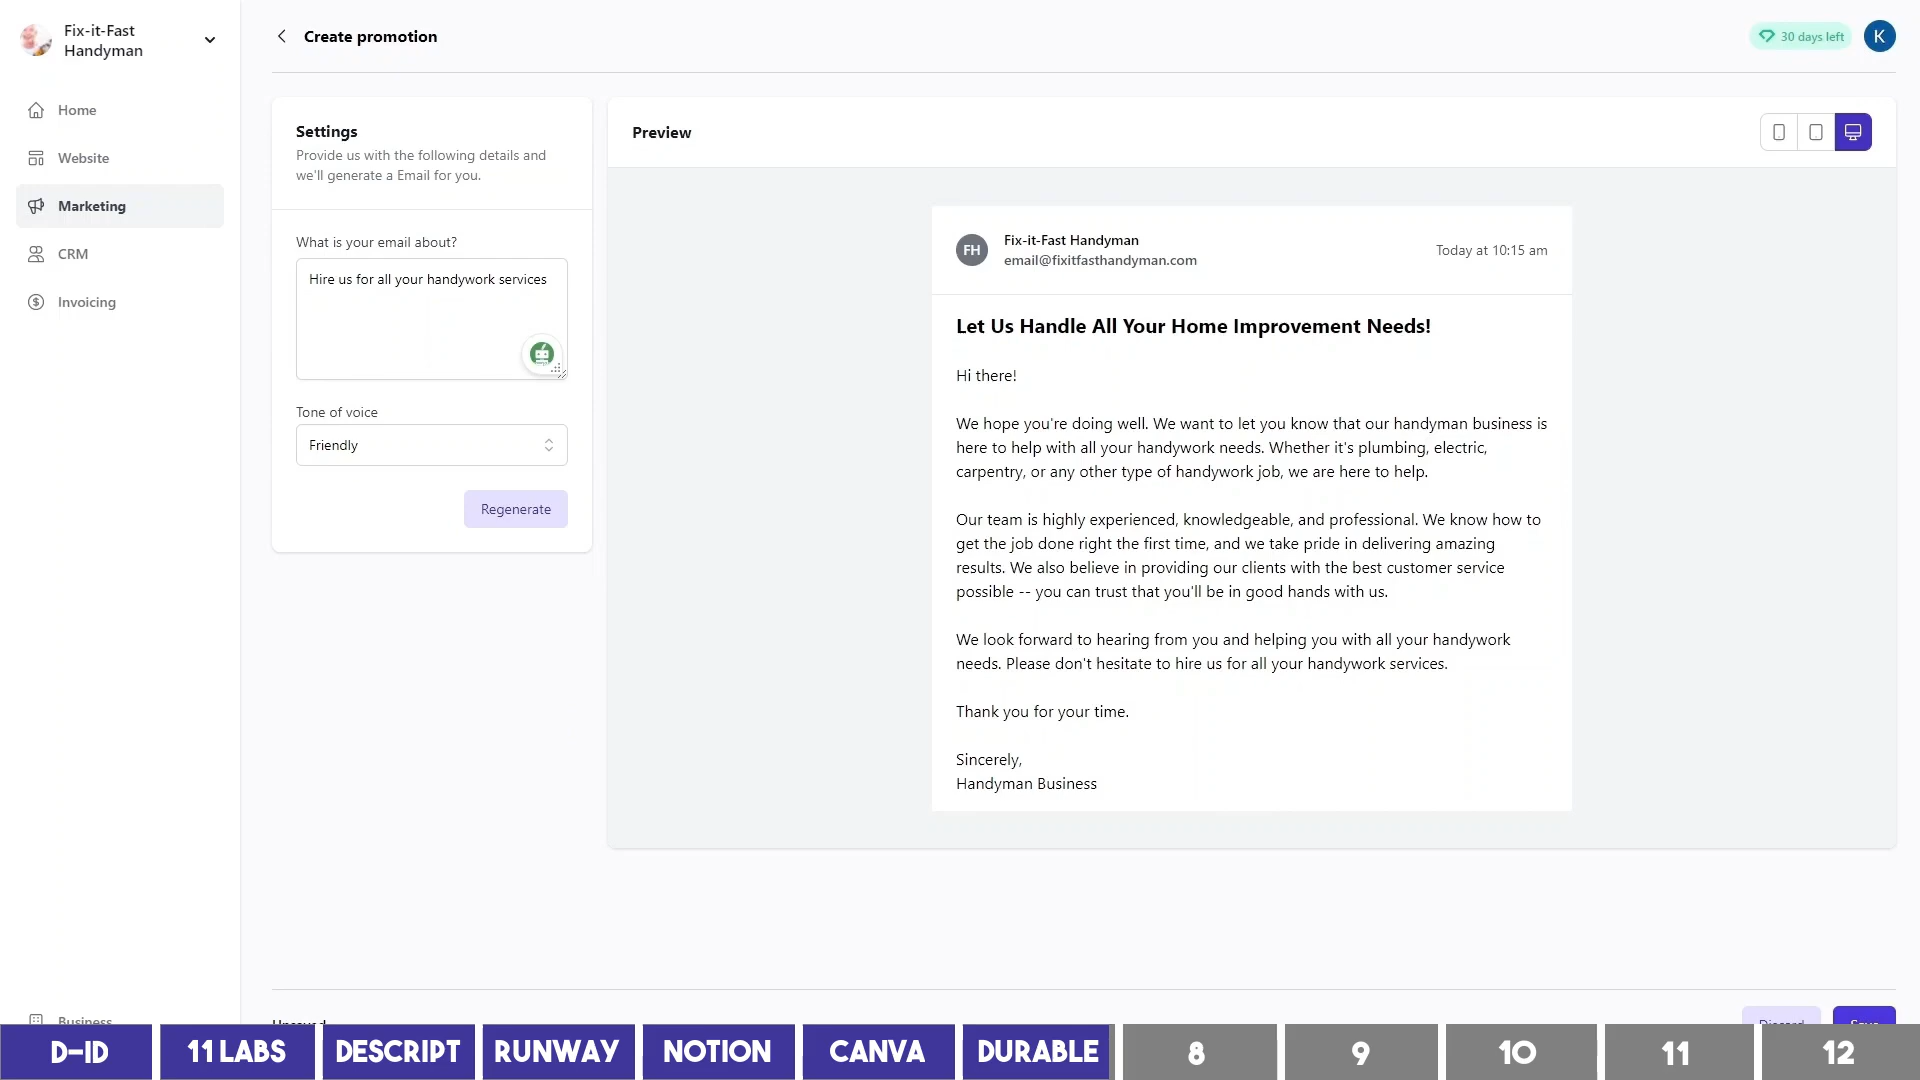 Fix-it-Fast
Handyman
Home
Website
Marketing
CRM
Invoicing
Business
Create promotion
30 days left
K
Settings
Provide us with the following details and
we'll generate a Email for you.
What is your email about?
Hire us for all your handywork services
Tone of voice
Friendly
Regenerate
Preview
FH
Fix-it-Fast Handyman
email@fixitfasthandyman.com
Today at 10:15 am
Let Us Handle All Your Home Improvement Needs!
Hi there!
We hope you're doing well. We want to let you know that our handyman business is
here to help with all your handywork needs. Whether it's plumbing, electric,
carpentry, or any other type of handywork job, we are here to help.
Our team is highly experienced, knowledgeable, and professional. We know how to
get the job done right the first time, and we take pride in delivering amazing
results. We also believe in providing our clients with the best customer service
possible -- you can trust that you'll be in good hands with us.
We look forward to hearing from you and helping you with all your handywork
needs. Please don't hesitate to hire us for all your handywork services.
Thank you for your time.
Sincerely,
Handyman Business
Unsaved
Discard
Save
D-ID
11 LABS
DESCRIPT
RUNWAY
NOTION
CANVA
DURABLE
8
9
10
11
12